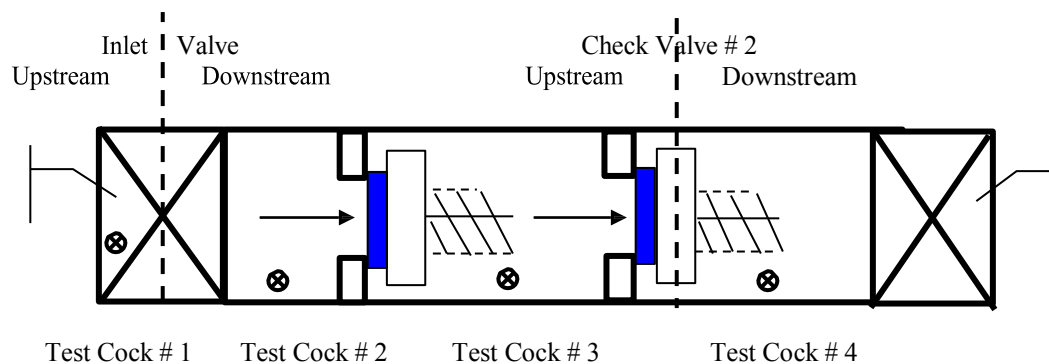 Inlet Valve Check Valve # 2
Upstream Downstream Upstream Downstream
Test Cock # 1 Test Cock # 2 Test Cock # 3 Test Cock # 4